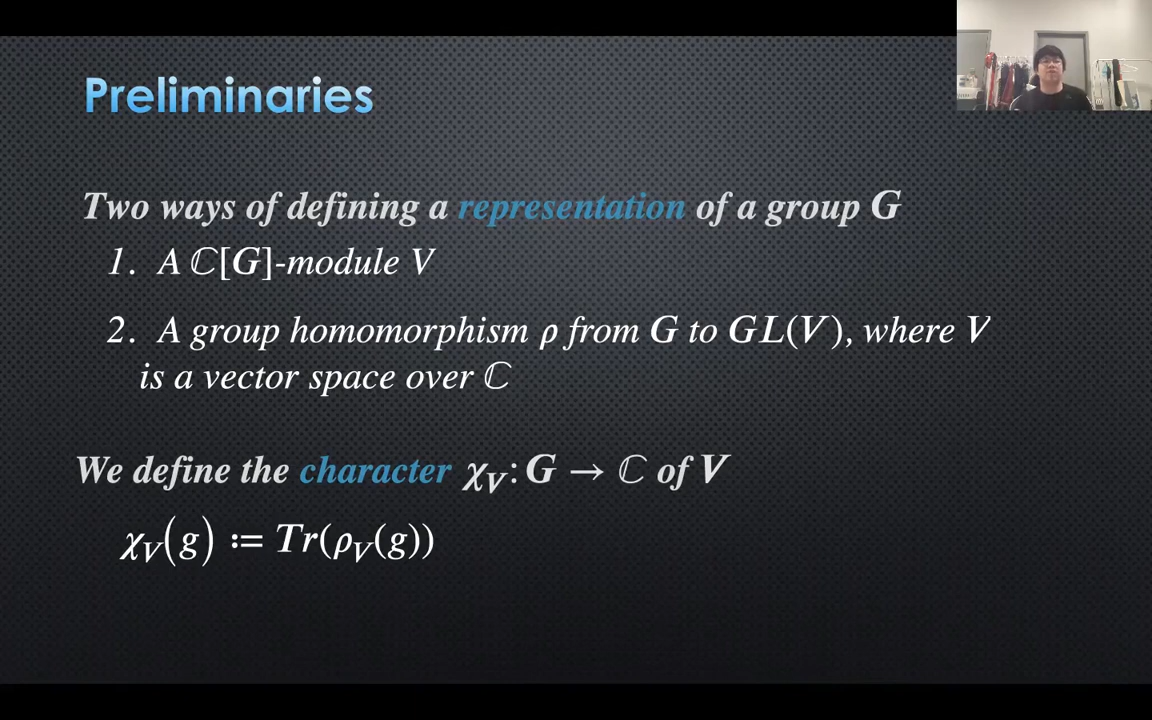 Preliminaries
Two ways of defining a representation of a group G
1. A ℂ[G]-module V
2. A group homomorphism ρ from G to GL(V), where V
is a vector space over ℂ
We define the character χ_V: G → ℂ of V
χ_V(g) ≔ Tr(ρ_V(g))